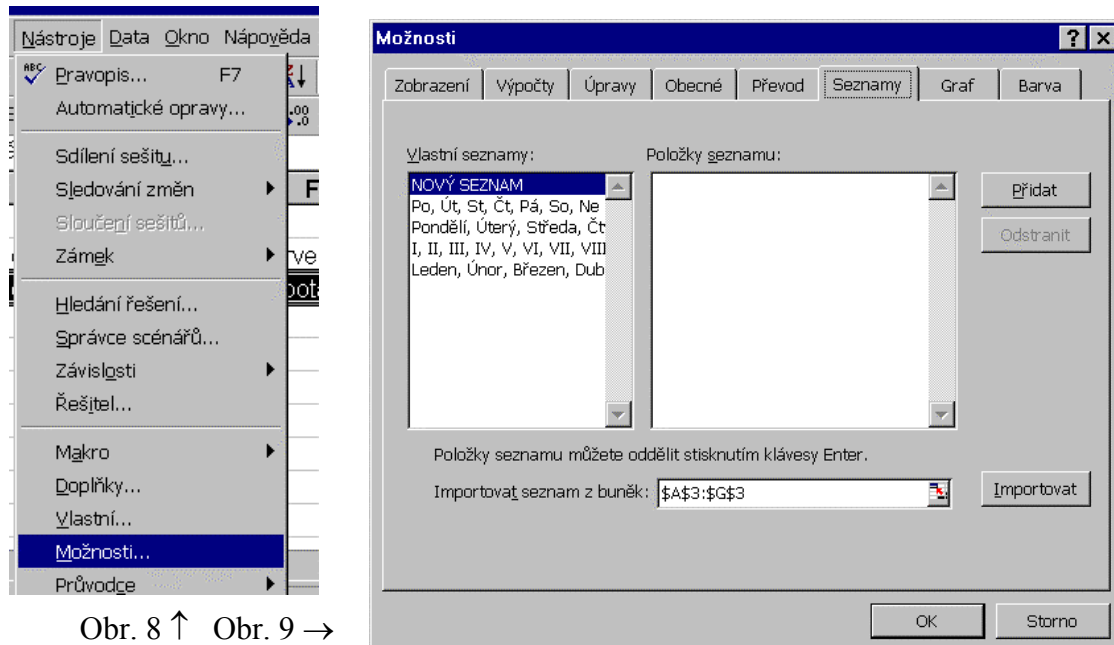 Nástroje Data Okno Nápověda
Pravopis... F7
Automatické opravy...
Sdílení sešitu...
Sledování změn
Sloučení sešitů...
Zámek
Hledání řešení...
Správce scénářů...
Závislosti
Řešitel...
Makro
Doplňky...
Vlastní...
Možnosti...
Průvodce
F
rve
Obr. 8 ↑ Obr. 9 →
Možnosti
Zobrazení Výpočty Úpravy Obecné Převod Seznamy Graf Barva
Vlastní seznamy: Položky seznamu:
NOVÝ SEZNAM
Po, Út, St, Čt, Pá, So, Ne
Pondělí, Úterý, Středa, Čt
I, II, III, IV, V, VI, VII, VIII
Leden, Únor, Březen, Dub
Přidat
Odstranit
Položky seznamu můžete oddělit stisknutím klávesy Enter.
Importovat seznam z buněk: $A$3:$G$3 Importovat
OK Storno